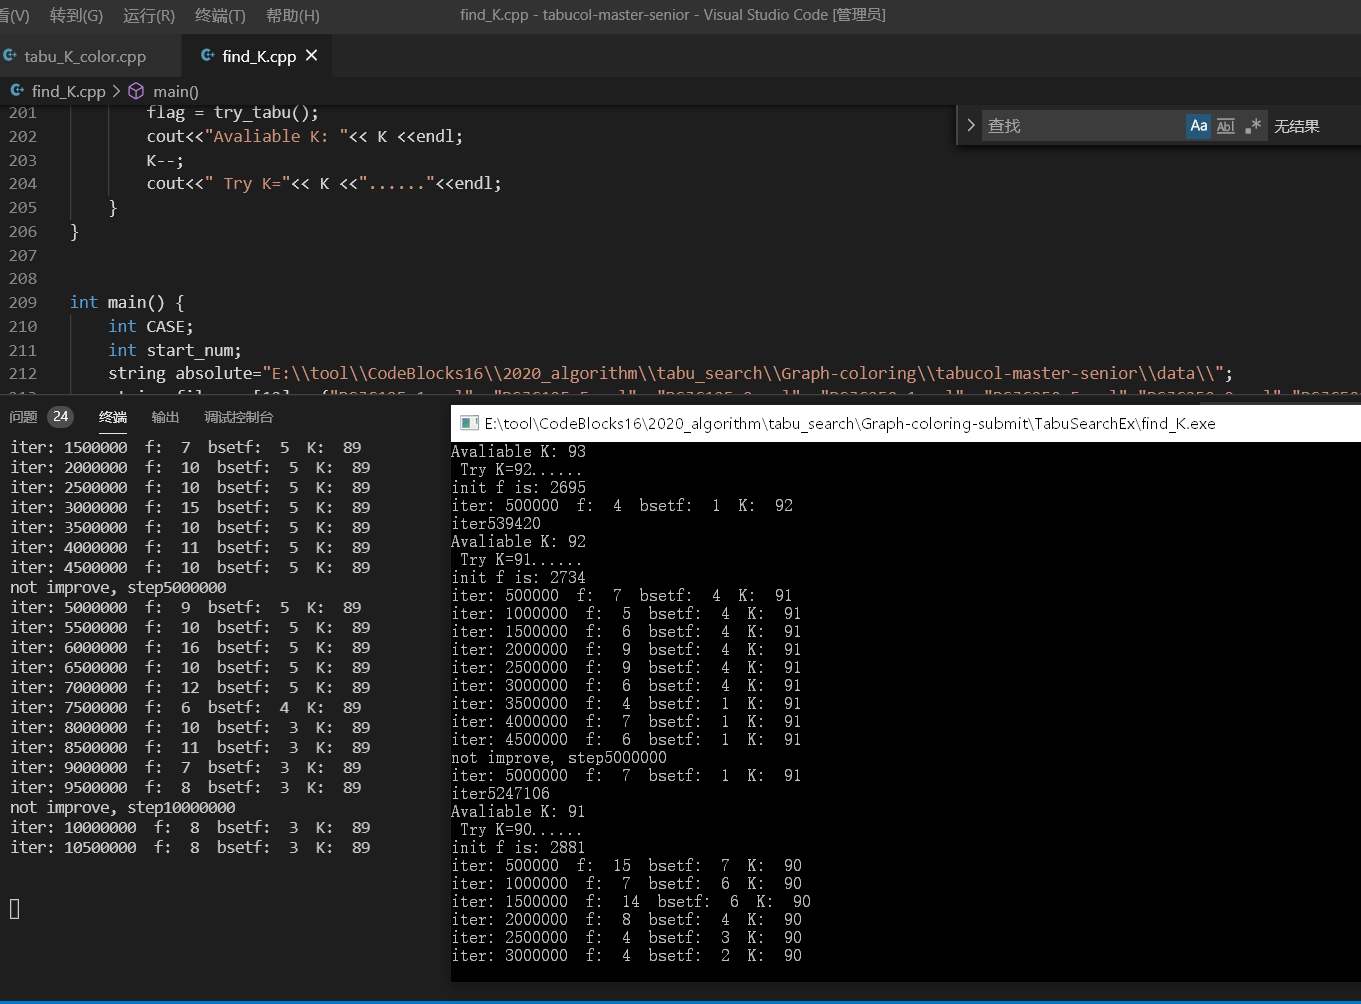 看(V) 转到(G) 运行(R) 终端(T) 帮助(H) find_K.cpp - tabucol-master-senior - Visual Studio Code [管理员]
tabu_K_color.cpp find_K.cpp ×
find_K.cpp > main()
201 flag = try_tabu();
202 cout<<"Avaliable K: "<< K <<endl;
203 K--;
204 cout<<" Try K="<< K <<"......"<<endl;
205 }
206 }
207
208
209 int main() {
210 int CASE;
211 int start_num;
212 string absolute="E:\\tool\\CodeBlocks16\\2020_algorithm\\tabu_search\\Graph-coloring\\tabucol-master-senior\\data\\";
查找 Aa Abl .* 无结果
问题 24 终端 输出 调试控制台
iter: 1500000 f: 7 bsetf: 5 K: 89
iter: 2000000 f: 10 bsetf: 5 K: 89
iter: 2500000 f: 10 bsetf: 5 K: 89
iter: 3000000 f: 15 bsetf: 5 K: 89
iter: 3500000 f: 10 bsetf: 5 K: 89
iter: 4000000 f: 11 bsetf: 5 K: 89
iter: 4500000 f: 10 bsetf: 5 K: 89
not improve, step5000000
iter: 5000000 f: 9 bsetf: 5 K: 89
iter: 5500000 f: 10 bsetf: 5 K: 89
iter: 6000000 f: 16 bsetf: 5 K: 89
iter: 6500000 f: 10 bsetf: 5 K: 89
iter: 7000000 f: 12 bsetf: 5 K: 89
iter: 7500000 f: 6 bsetf: 4 K: 89
iter: 8000000 f: 10 bsetf: 3 K: 89
iter: 8500000 f: 11 bsetf: 3 K: 89
iter: 9000000 f: 7 bsetf: 3 K: 89
iter: 9500000 f: 8 bsetf: 3 K: 89
not improve, step10000000
iter: 10000000 f: 8 bsetf: 3 K: 89
iter: 10500000 f: 8 bsetf: 3 K: 89
E:\tool\CodeBlocks16\2020_algorithm\tabu_search\Graph-coloring-submit\TabuSearchEx\find_K.exe
Avaliable K: 93
Try K=92......
init f is: 2695
iter: 500000 f: 4 bsetf: 1 K: 92
iter539420
Avaliable K: 92
Try K=91......
init f is: 2734
iter: 500000 f: 7 bsetf: 4 K: 91
iter: 1000000 f: 5 bsetf: 4 K: 91
iter: 1500000 f: 6 bsetf: 4 K: 91
iter: 2000000 f: 9 bsetf: 4 K: 91
iter: 2500000 f: 9 bsetf: 4 K: 91
iter: 3000000 f: 6 bsetf: 4 K: 91
iter: 3500000 f: 4 bsetf: 1 K: 91
iter: 4000000 f: 7 bsetf: 1 K: 91
iter: 4500000 f: 6 bsetf: 1 K: 91
not improve, step5000000
iter: 5000000 f: 7 bsetf: 1 K: 91
iter5247106
Avaliable K: 91
Try K=90......
init f is: 2881
iter: 500000 f: 15 bsetf: 7 K: 90
iter: 1000000 f: 7 bsetf: 6 K: 90
iter: 1500000 f: 14 bsetf: 6 K: 90
iter: 2000000 f: 8 bsetf: 4 K: 90
iter: 2500000 f: 4 bsetf: 3 K: 90
iter: 3000000 f: 4 bsetf: 2 K: 90